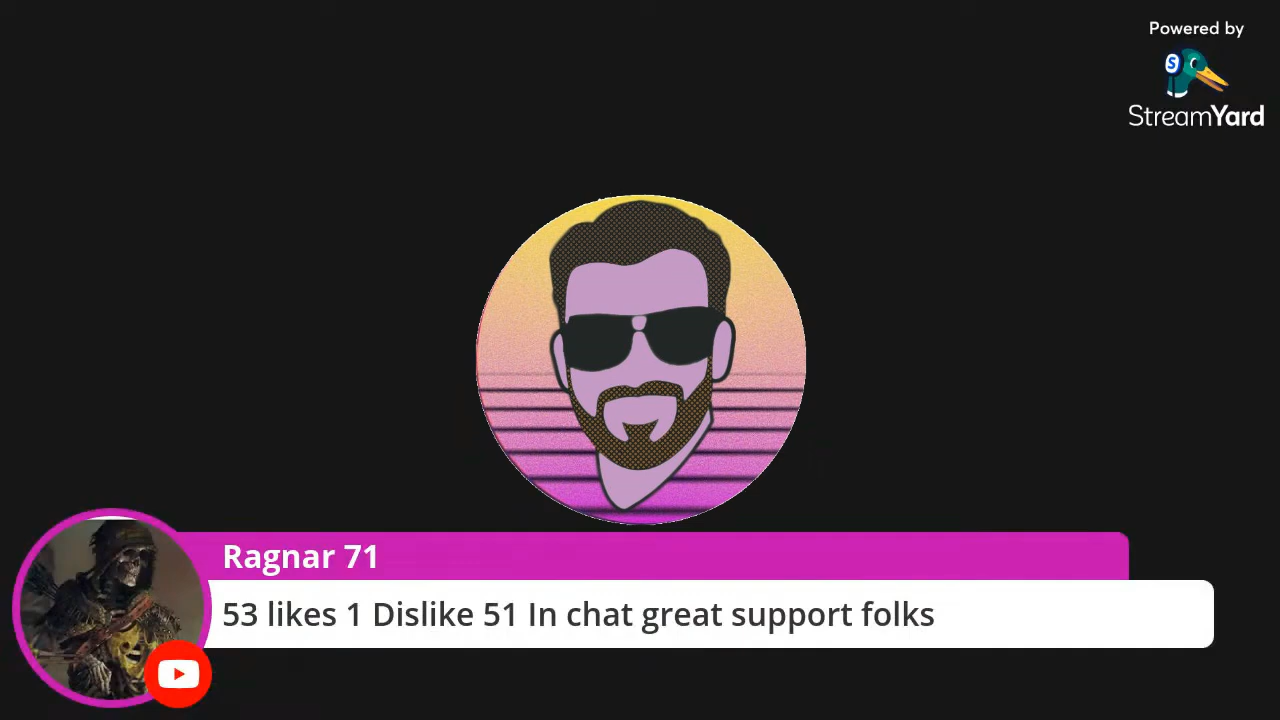 Powered by
S
StreamYard
Ragnar 71
53 likes 1 Dislike 51 In chat great support folks